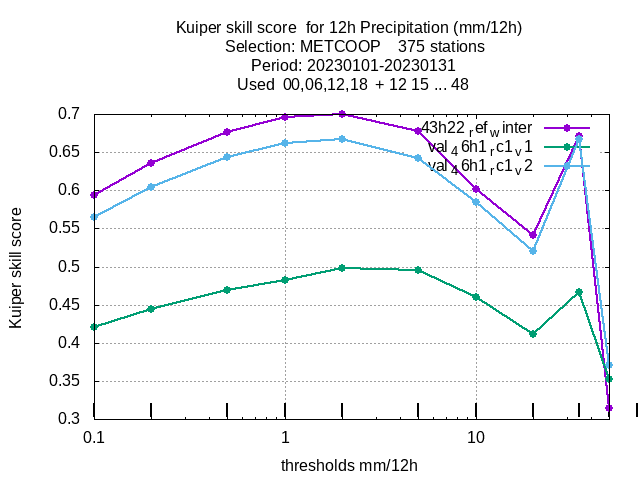 Kuiper skill score  for 12h Precipitation (mm/12h)
Selection: METCOOP    375 stations
Period: 20230101-20230131
Used  00,06,12,18  + 12 15 ... 48
0.7
43h22 ref winter
0.65
val 46h1 rc1 v1
val 46h1 rc1 v2
0.6
0.55
0.5
0.45
0.4
0.35
0.3
Kuiper skill score
0.1 1 10
thresholds mm/12h